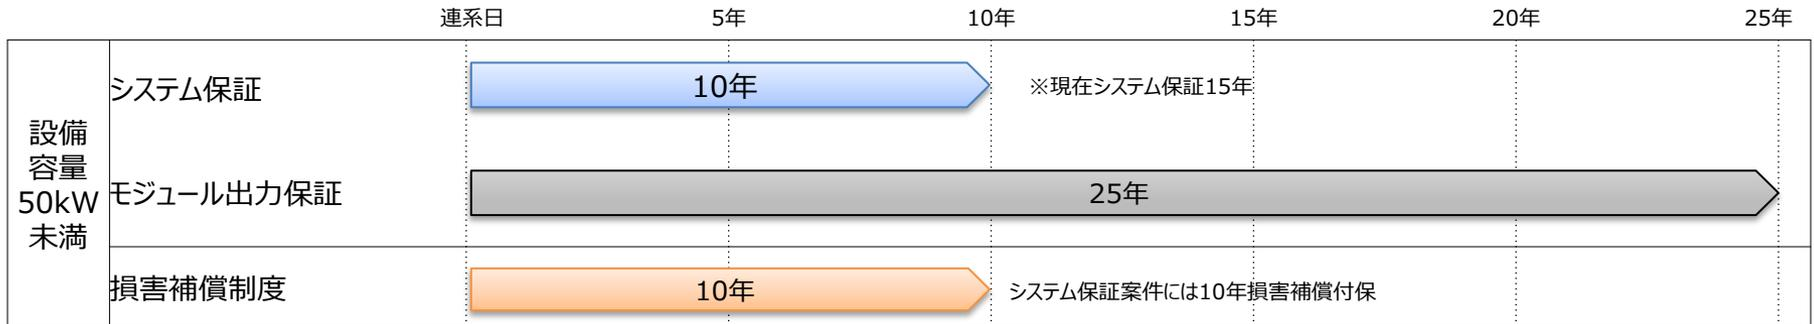 連系日 5年 10年 15年 20年 25年
設備
容量
50kW
未満
システム保証
10年
※現在システム保証15年
モジュール出力保証
25年
損害補償制度
10年
システム保証案件には10年損害補償付保